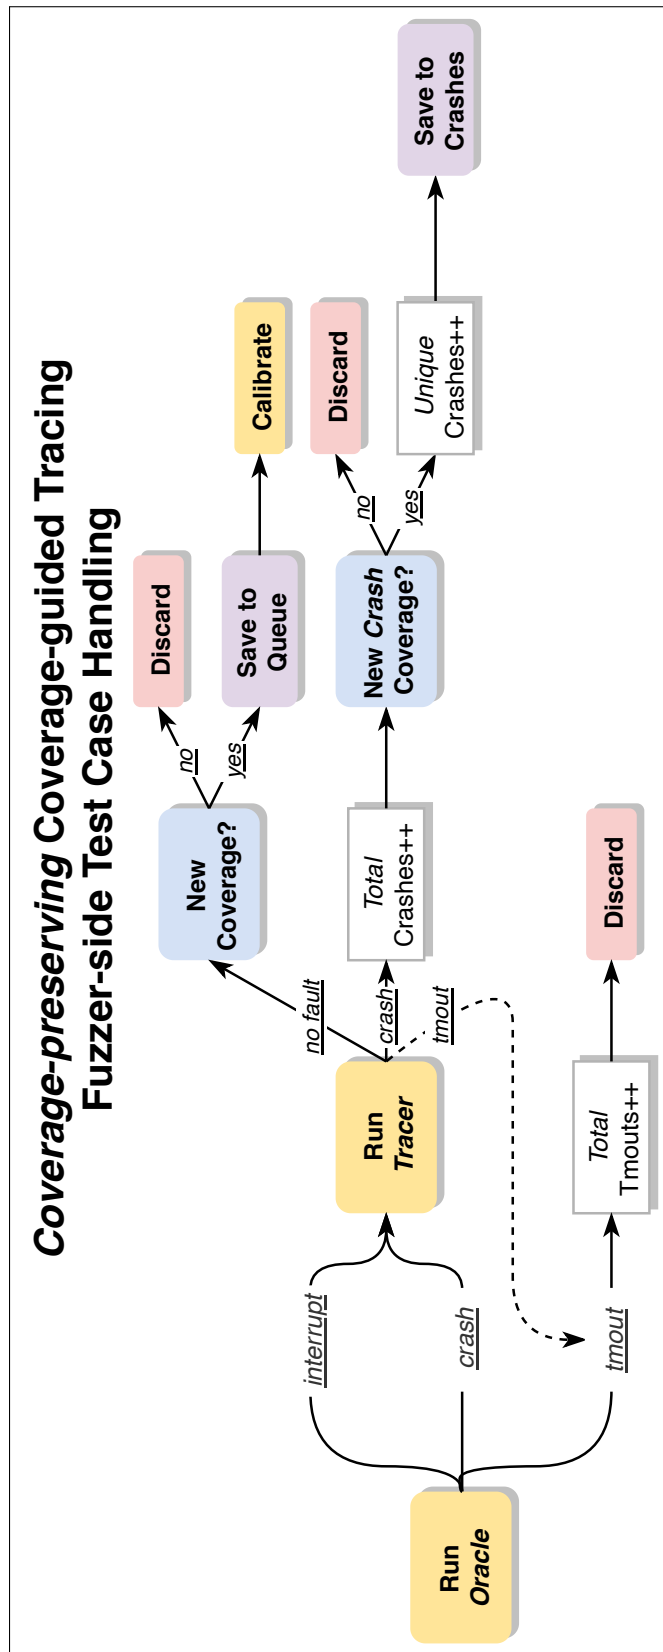 Coverage-preserving Coverage-guided Tracing
Fuzzer-side Test Case Handling
Run
Oracle
interrupt
crash
tmout
Run
Tracer
no fault
crash
tmout
New
Coverage?
no
yes
Discard
Save to
Queue
Calibrate
Total
Crashes++
New Crash
Coverage?
no
yes
Discard
Unique
Crashes++
Save to
Crashes
Total
Tmouts++
Discard